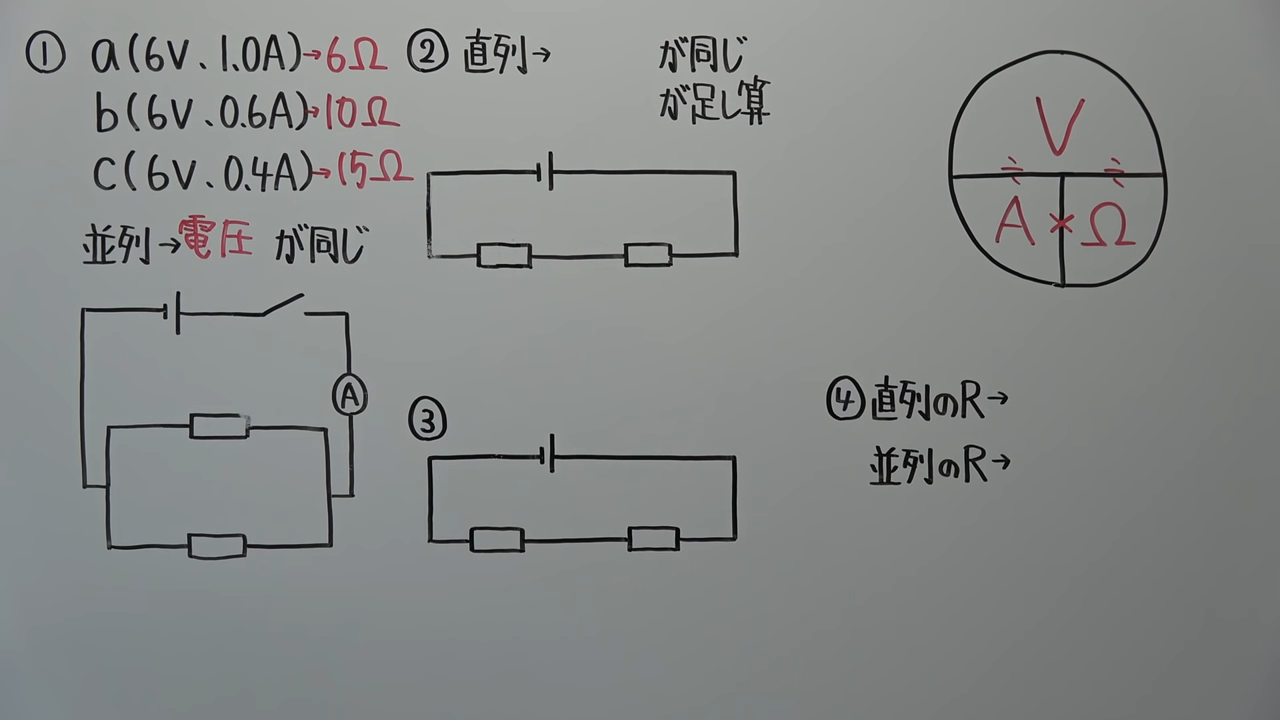 ① a(6V、1.0A)→6Ω
b(6V、0.6A)→10Ω
c(6V、0.4A)→15Ω
並列→電圧 が同じ
A
② 直列→ が同じ
が足し算
③
V
÷ ÷
A × Ω
④ 直列のR→
並列のR→